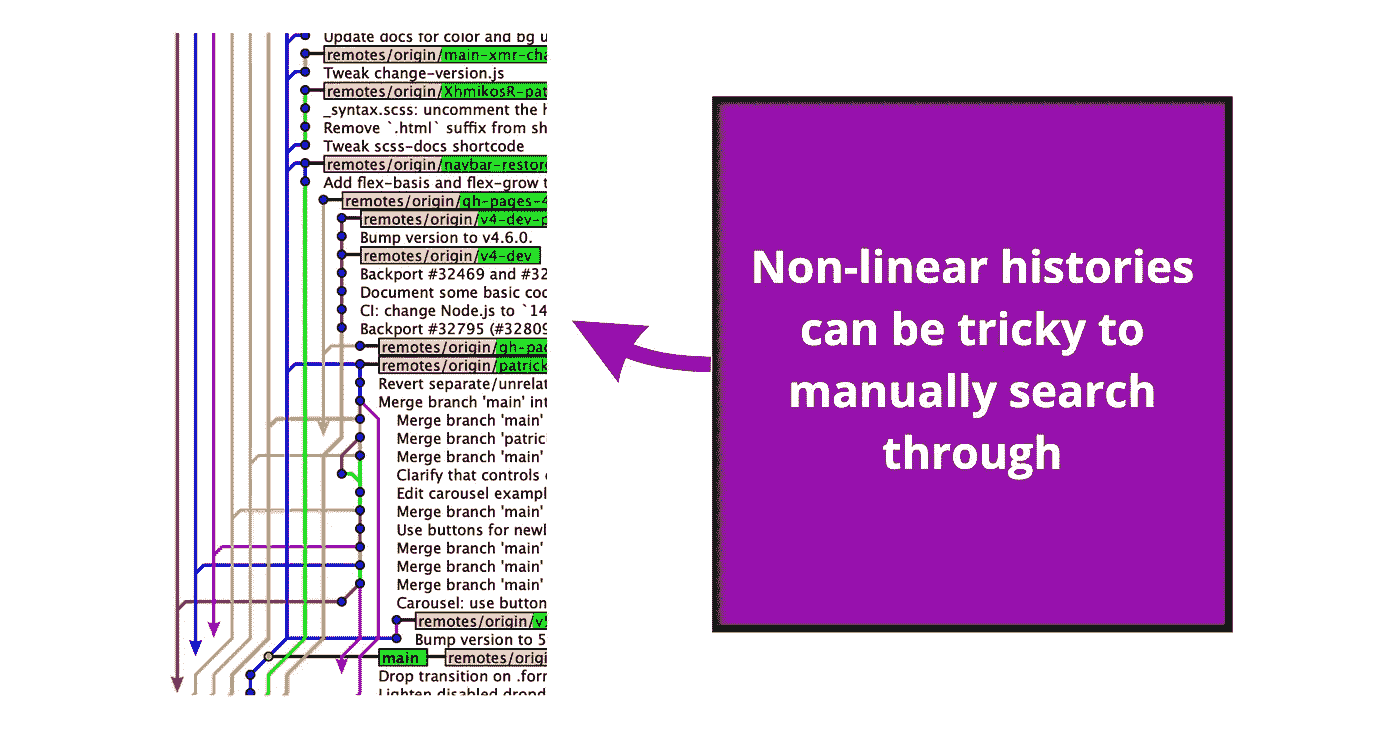 Update docs for color and bg u
remotes/origin/main-xmr-cha
Tweak change-version.js
remotes/origin/XhmikosR-pat
_syntax.scss: uncomment the h
Remove `.html` suffix from sh
Tweak scss-docs shortcode
remotes/origin/navbar-restore
Add flex-basis and flex-grow t
remotes/origin/gh-pages-4
remotes/origin/v4-dev-p
Bump version to v4.6.0.
remotes/origin/v4-dev
Backport #32469 and #32
Document some basic coc
CI: change Node.js to `14
Backport #32795 (#32809
remotes/origin/gh-pag
remotes/origin/patrick
Revert separate/unrelat
Merge branch 'main' int
Merge branch 'main'
Merge branch 'patric
Merge branch 'main'
Clarify that controls
Edit carousel exampl
Merge branch 'main'
Use buttons for newl
Merge branch 'main'
Merge branch 'main'
Merge branch 'main'
Carousel: use button
remotes/origin/v
Bump version to 5
main remotes/origi
Drop transition on .forr
Lighten disabled dropd
Non-linear histories
can be tricky to
manually search
through